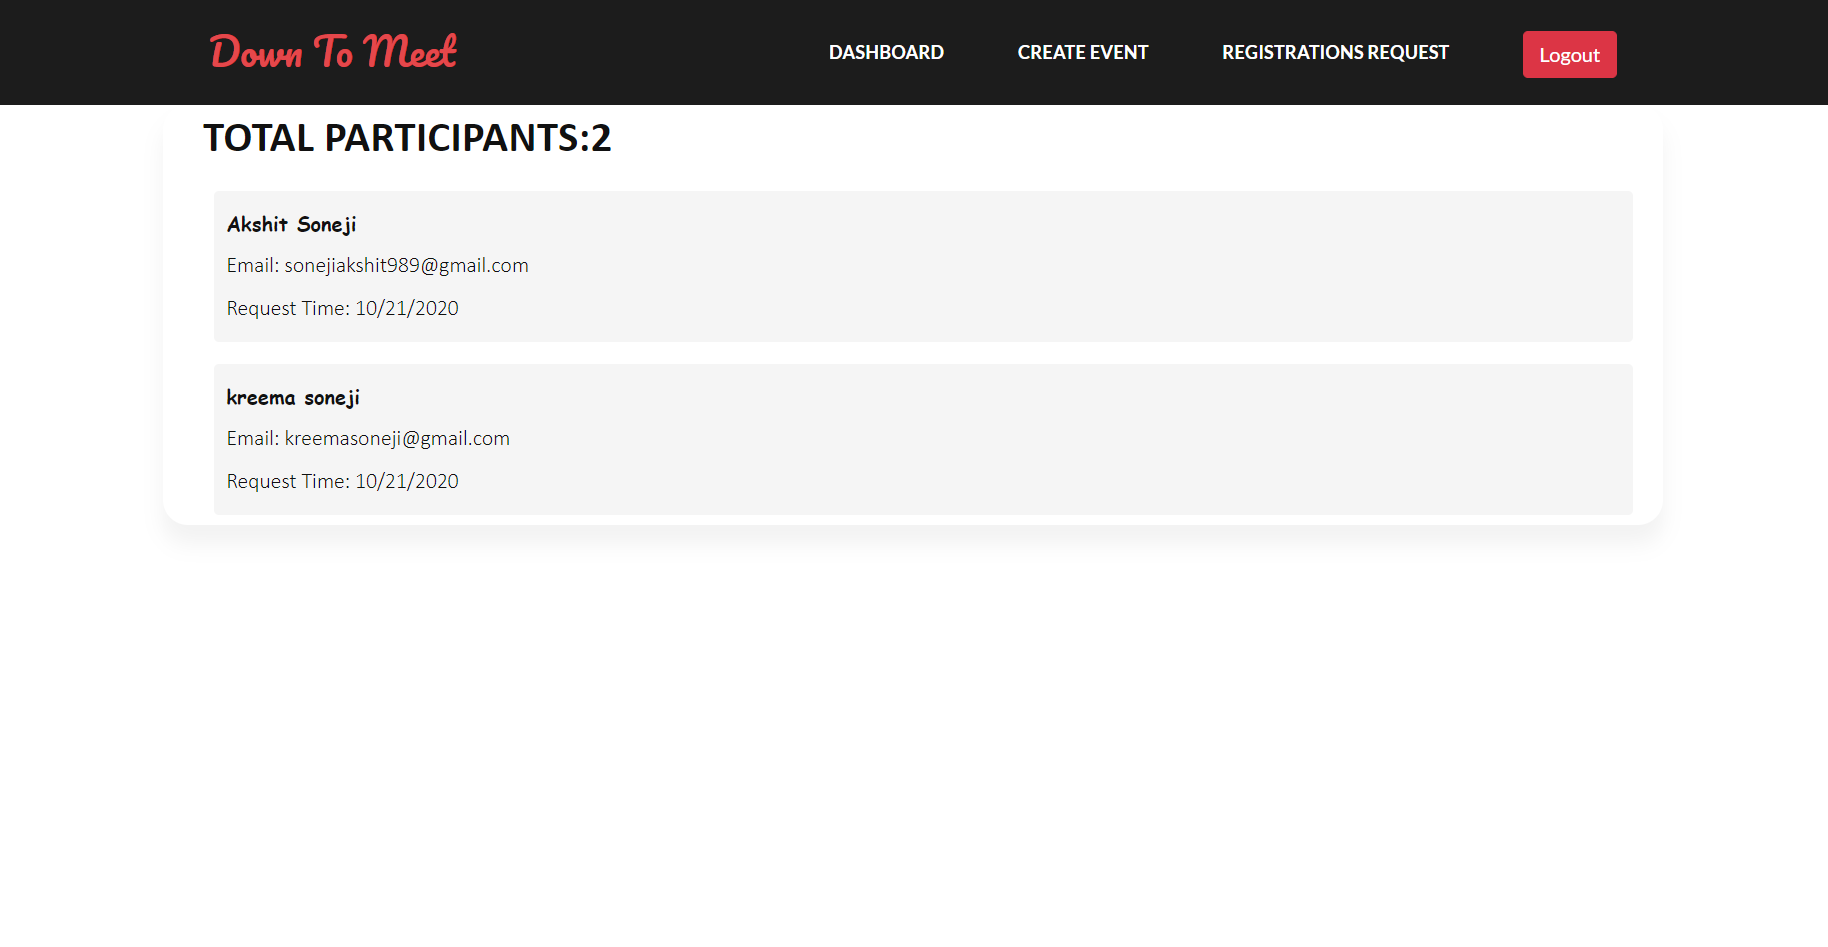 Down To Meet
DASHBOARD CREATE EVENT REGISTRATIONS REQUEST Logout
TOTAL PARTICIPANTS:2
Akshit Soneji
Email: sonejiakshit989@gmail.com
Request Time: 10/21/2020
kreema soneji
Email: kreemasoneji@gmail.com
Request Time: 10/21/2020